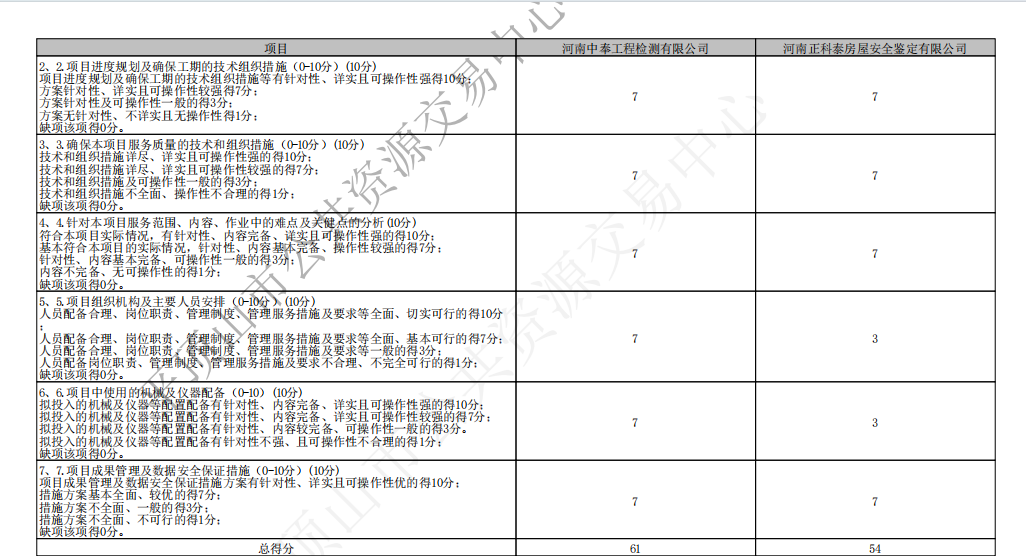 项目 河南中泰工程检测有限公司 河南正科泰房屋安全鉴定有限公司
2、2.项目进度规划及确保工期的技术组织措施（0-10分）(10分)
项目进度规划及确保工期的技术组织措施等有针对性、详实且可操作性强得10分；
方案针对性、详实且可操作性较强得7分；
方案针对性及可操作性一般的得3分；
方案无针对性、不详实且无操作性得1分；
缺项该项得0分。
7 7
3、3.确保本项目服务质量的技术和组织措施（0-10分）(10分)
技术和组织措施详尽、详实且可操作性强的得10分；
技术和组织措施详尽、详实且可操作性较强的得7分；
技术和组织措施及可操作性一般的得3分；
技术和组织措施不全面、操作性不合理的得1分；
缺项该项得0分。
7 7
4、4.针对本项目服务范围、内容、作业中的难点及关健点的分析(10分)
符合本项目实际情况，有针对性、内容完备、详实且可操作性强的得10分；
基本符合本项目的实际情况，针对性、内容基本完备、操作性较强的得7分；
针对性、内容基本完备、可操作性一般的得3分；
内容不完备、无可操作性的得1分；
缺项该项得0分。
7 7
5、5.项目组织机构及主要人员安排（0-10分）(10分)
人员配备合理、岗位职责、管理制度、管理服务措施及要求等全面、切实可行的得10分
；
人员配备合理、岗位职责、管理制度、管理服务措施及要求等全面、基本可行的得7分；
人员配备合理、岗位职责、管理制度、管理服务措施及要求等一般的得3分；
人员配备岗位职责、管理制度、管理服务措施及要求不合理、不完全可行的得1分；
缺项该项得0分。
7 3
6、6.项目中使用的机械及仪器配备（0-10）(10分)
拟投入的机械及仪器等配置配备有针对性、内容完备、详实且可操作性强的得10分；
拟投入的机械及仪器等配置配备有针对性、内容完备、详实且可操作性较强的得7分；
拟投入的机械及仪器等配置配备有针对性、内容较完备、可操作性一般的得3分。
拟投入的机械及仪器等配置配备有针对性不强、且可操作性不合理的得1分；
缺项该项得0分。
7 3
7、7.项目成果管理及数据安全保证措施（0-10分）(10分)
项目成果管理及数据安全保证措施方案有针对性、详实且可操作性优的得10分；
措施方案基本全面、较优的得7分；
措施方案不全面、一般的得3分；
措施方案不全面、不可行的得1分；
缺项该项得0分。
7 7
总得分 61 54
平顶山市公共资源交易中心
顶山市 共资源交易中心